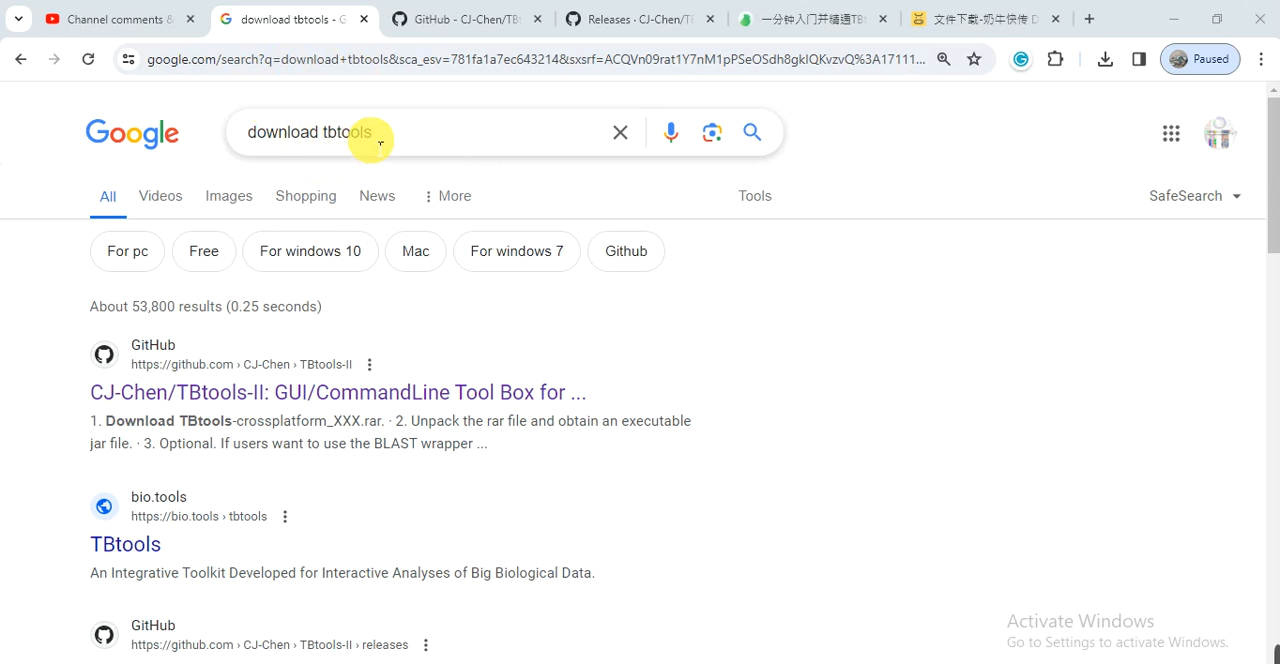 Channel comments &
download tbtools - G
GitHub - CJ-Chen/TB
Releases · CJ-Chen/T
一分钟入门并精通TB
文件下载-奶牛快传 D
google.com/search?q=download+tbtools&sca_esv=781fa1a7ec643214&sxsrf=ACQVn09rat1Y7nM1pPSeOSdh8gklQKvzvQ%3A17111...
Paused
Google
download tbtools
All
Videos
Images
Shopping
News
More
Tools
SafeSearch
For pc
Free
For windows 10
Mac
For windows 7
Github
About 53,800 results (0.25 seconds)
GitHub
https://github.com › CJ-Chen › TBtools-II
CJ-Chen/TBtools-II: GUI/CommandLine Tool Box for ...
1. Download TBtools-crossplatform_XXX.rar. · 2. Unpack the rar file and obtain an executable
jar file. · 3. Optional. If users want to use the BLAST wrapper ...
bio.tools
https://bio.tools › tbtools
TBtools
An Integrative Toolkit Developed for Interactive Analyses of Big Biological Data.
GitHub
https://github.com › CJ-Chen › TBtools-II › releases
Activate Windows
Go to Settings to activate Windows.